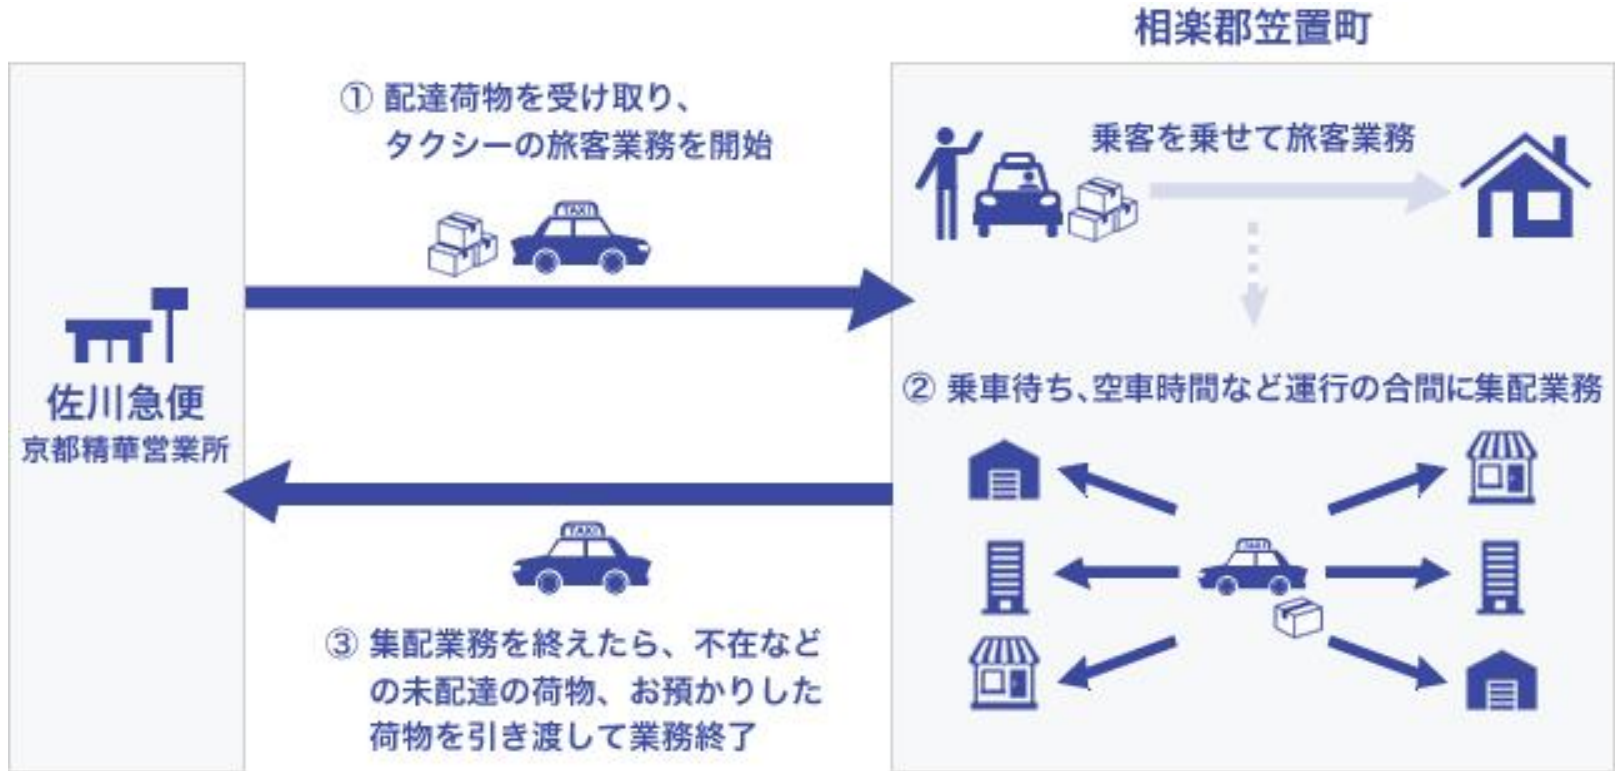 相楽郡笠置町
① 配達荷物を受け取り、
タクシーの旅客業務を開始
TAXI
乗客を乗せて旅客業務
佐川急便
京都精華営業所
② 乗車待ち、空車時間など運行の合間に集配業務
TAXI
TAXI
③ 集配業務を終えたら、不在など
の未配達の荷物、お預かりした
荷物を引き渡して業務終了